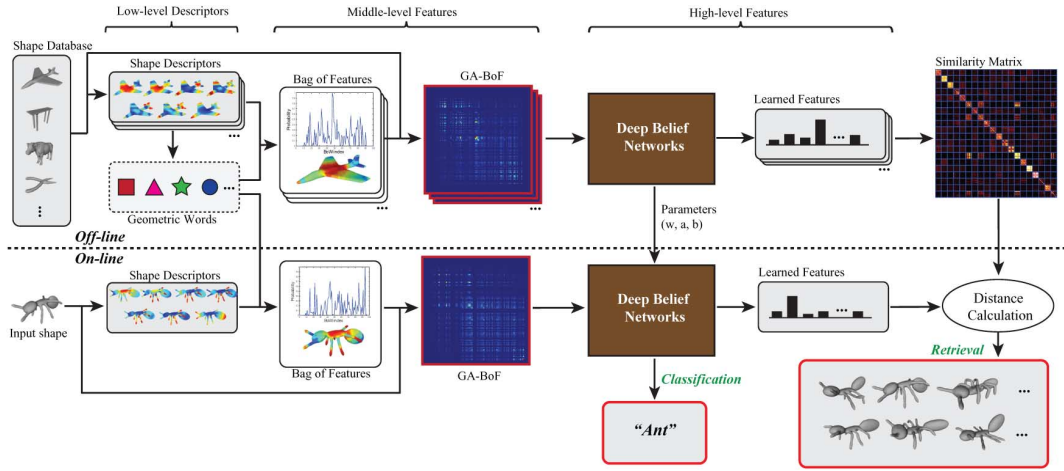 Low-level Descriptors
Middle-level Features
High-level Features
Shape Database
Shape Descriptors
Bag of Features
GA-BoF
Similarity Matrix
Probability
Learned Features
Deep Belief
Networks
...
...
...
...
Geometric Words
Parameters
(w, a, b)
Off-line
On-line
Shape Descriptors
Learned Features
Probability
Input shape
Deep Belief
Networks
...
Distance
Calculation
Bag of Features
GA-BoF
Classification
Retrieval
“Ant”
...
...